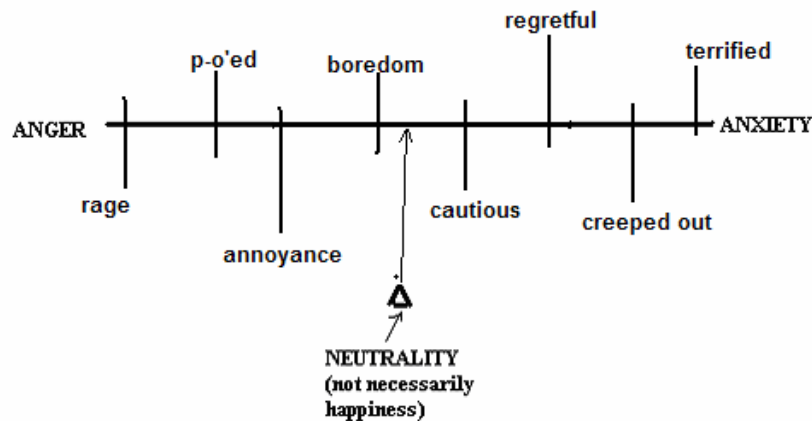 regretful
p-o'ed
boredom
terrified
ANGER
ANXIETY
rage
cautious
creeped out
annoyance
NEUTRALITY
(not necessarily
happiness)